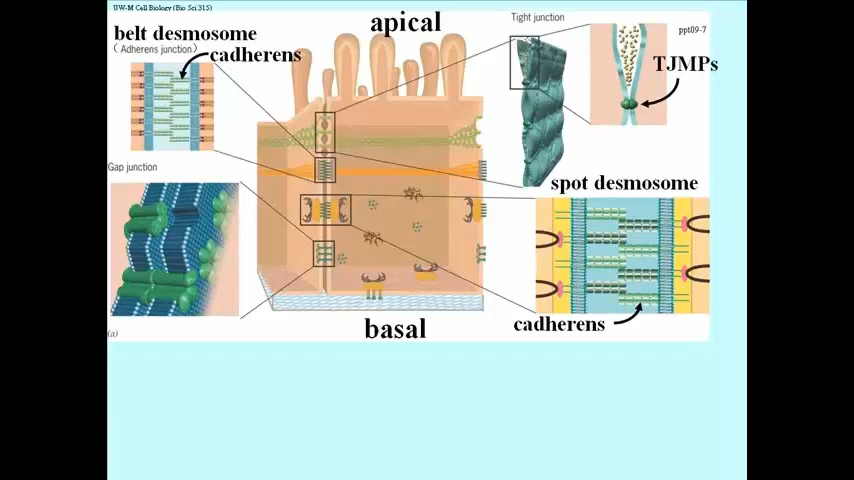 UW-M Cell Biology (Bio Sci 315)
apical
Tight junction
ppt09-7
belt desmosome
(Adherens junction)
cadherens
TJMPs
Gap junction
spot desmosome
cadherens
basal
(a)